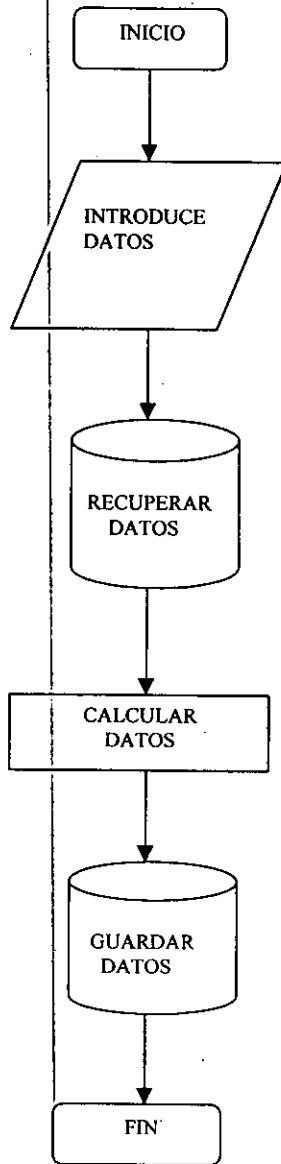 INICIO
INTRODUCE
DATOS
RECUPERAR
DATOS
CALCULAR
DATOS
GUARDAR
DATOS
FIN